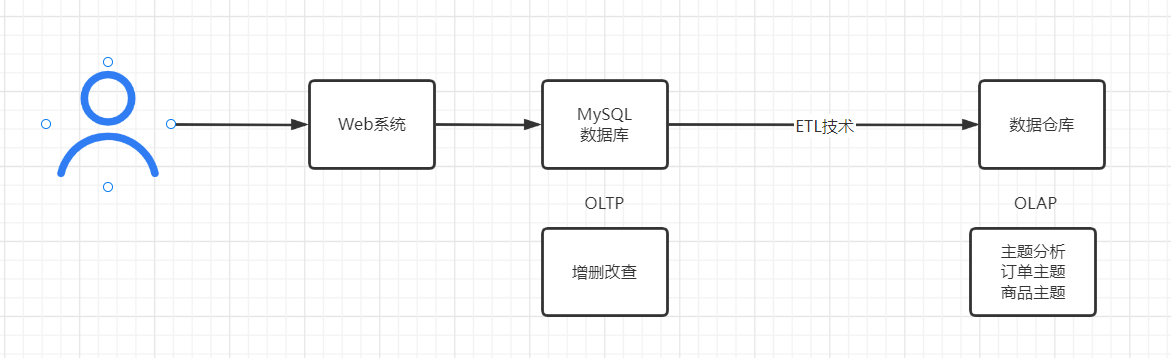 Web系统
MySQL
数据库
ETL技术
数据仓库
OLTP
OLAP
增删改查
主题分析
订单主题
商品主题